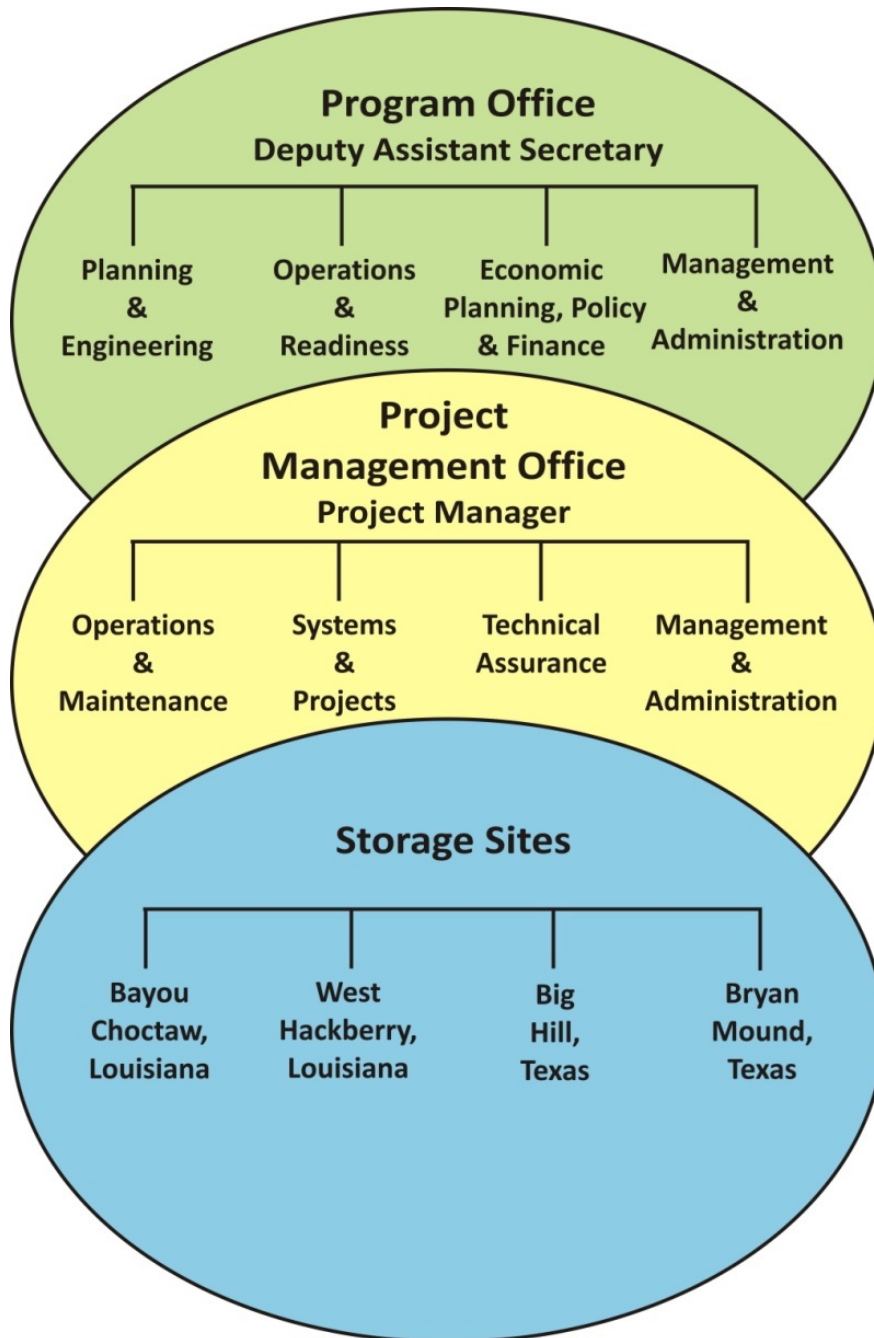 Program Office
Deputy Assistant Secretary
Planning
&
Engineering
Operations
&
Readiness
Economic
Planning, Policy
& Finance
Management
&
Administration
Project
Management Office
Project Manager
Operations
&
Maintenance
Systems
&
Projects
Technical
Assurance
Management
&
Administration
Storage Sites
Bayou
Choctaw,
Louisiana
West
Hackberry,
Louisiana
Big
Hill,
Texas
Bryan
Mound,
Texas